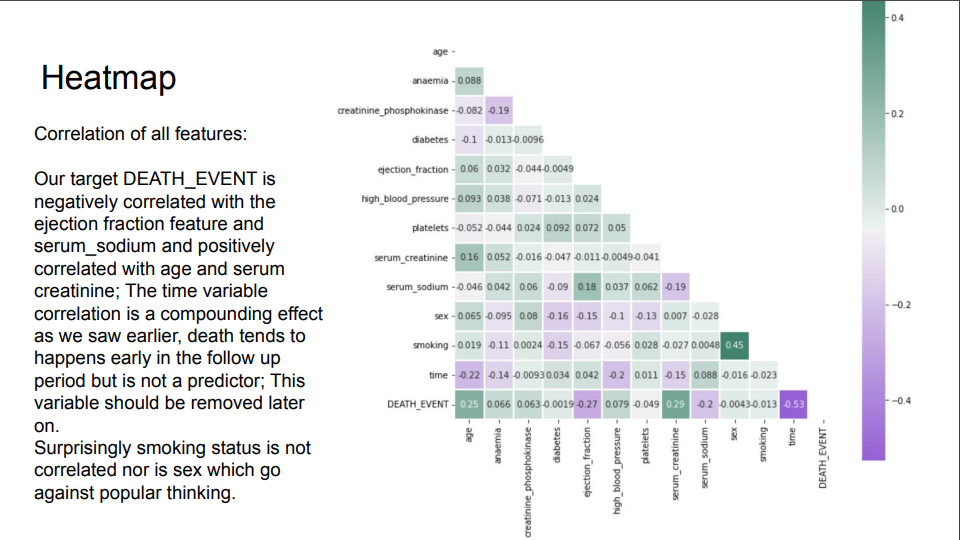 Heatmap
Correlation of all features:
Our target DEATH_EVENT is
negatively correlated with the
ejection fraction feature and
serum_sodium and positively
correlated with age and serum
creatinine; The time variable
correlation is a compounding effect
as we saw earlier, death tends to
happens early in the follow up
period but is not a predictor; This
variable should be removed later
on.
Surprisingly smoking status is not
correlated nor is sex which go
against popular thinking.
age
anaemia 0.088
creatinine_phosphokinase -0.082 -0.19
diabetes -0.1 -0.013 -0.0096
ejection_fraction 0.06 0.032 -0.044 -0.0049
high_blood_pressure 0.093 0.038 -0.071 -0.013 0.024
platelets -0.052 -0.044 0.024 0.092 0.072 0.05
serum_creatinine 0.16 0.052 -0.016 -0.047 -0.011 -0.0049 -0.041
serum_sodium -0.046 0.042 0.06 -0.09 0.18 0.037 0.062 -0.19
sex 0.065 -0.095 0.08 -0.16 -0.15 -0.1 -0.13 0.007 -0.028
smoking 0.019 -0.11 0.0024 -0.15 -0.067 -0.056 0.028 -0.027 0.0048 0.45
time -0.22 -0.14 -0.0093 0.034 0.042 -0.2 0.011 -0.15 0.088 -0.016 -0.023
DEATH_EVENT 0.25 0.066 0.063 -0.0019 -0.27 0.079 -0.049 0.29 -0.2 -0.0043 -0.013 -0.53
age
anaemia
creatinine_phosphokinase
diabetes
ejection_fraction
high_blood_pressure
platelets
serum_creatinine
serum_sodium
sex
smoking
time
DEATH_EVENT
0.4
0.2
0.0
−0.2
−0.4